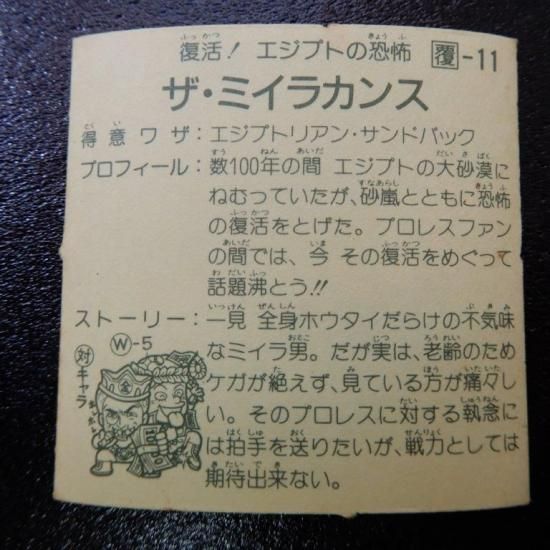 復活！ エジプトの恐怖 覆-11
ザ・ミイラカンス
得意ワザ：エジプトリアン・サンドバック
プロフィール：数100年の間 エジプトの大砂漠に
ねむっていたが、砂嵐とともに恐怖
の復活をとげた。プロレスファン
の間では、今 その復活をめぐって
話題沸とう!!
ストーリー：一見 全身ホウタイだらけの不気味
なミイラ男。だが実は、老齢のため
ケガが絶えず、見ている方が痛々し
い。そのプロレスに対する執念に
は拍手を送りたいが、戦力としては
期待出来ない。
W-5
対キャラ